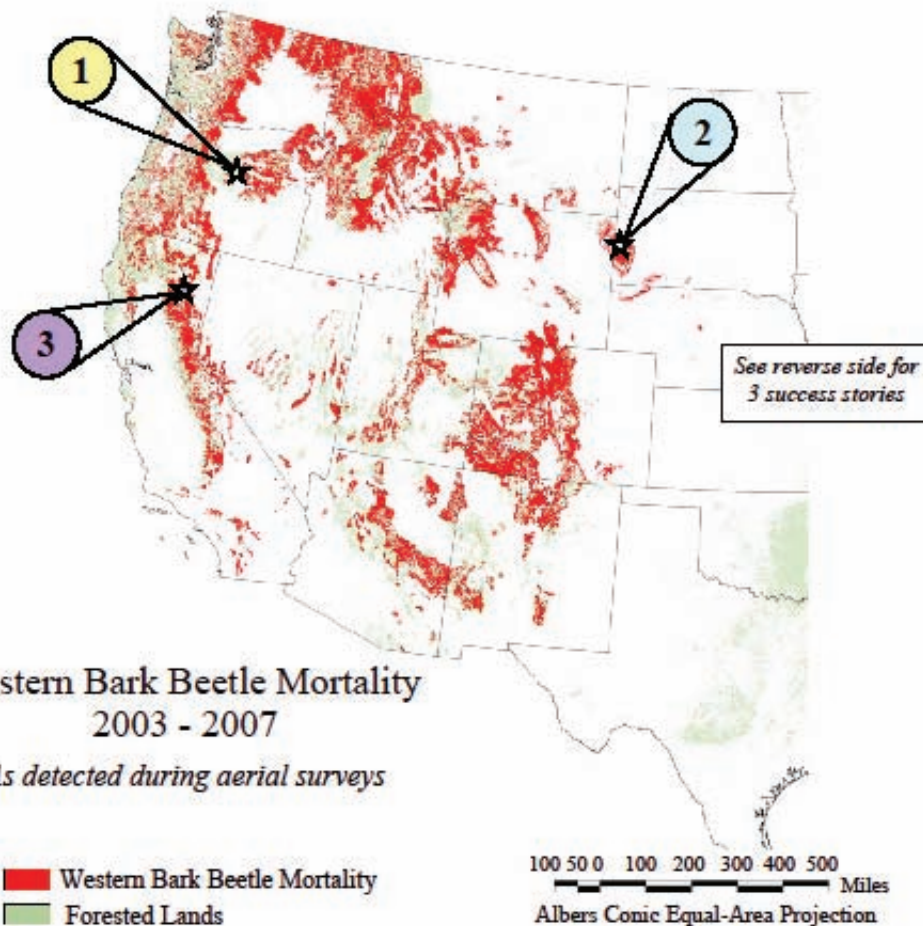 1
2
3
See reverse side for
3 success stories
stern Bark Beetle Mortality
2003 - 2007
s detected during aerial surveys
Western Bark Beetle Mortality
Forested Lands
100 50 0 100 200 300 400 500
Miles
Albers Conic Equal-Area Projection